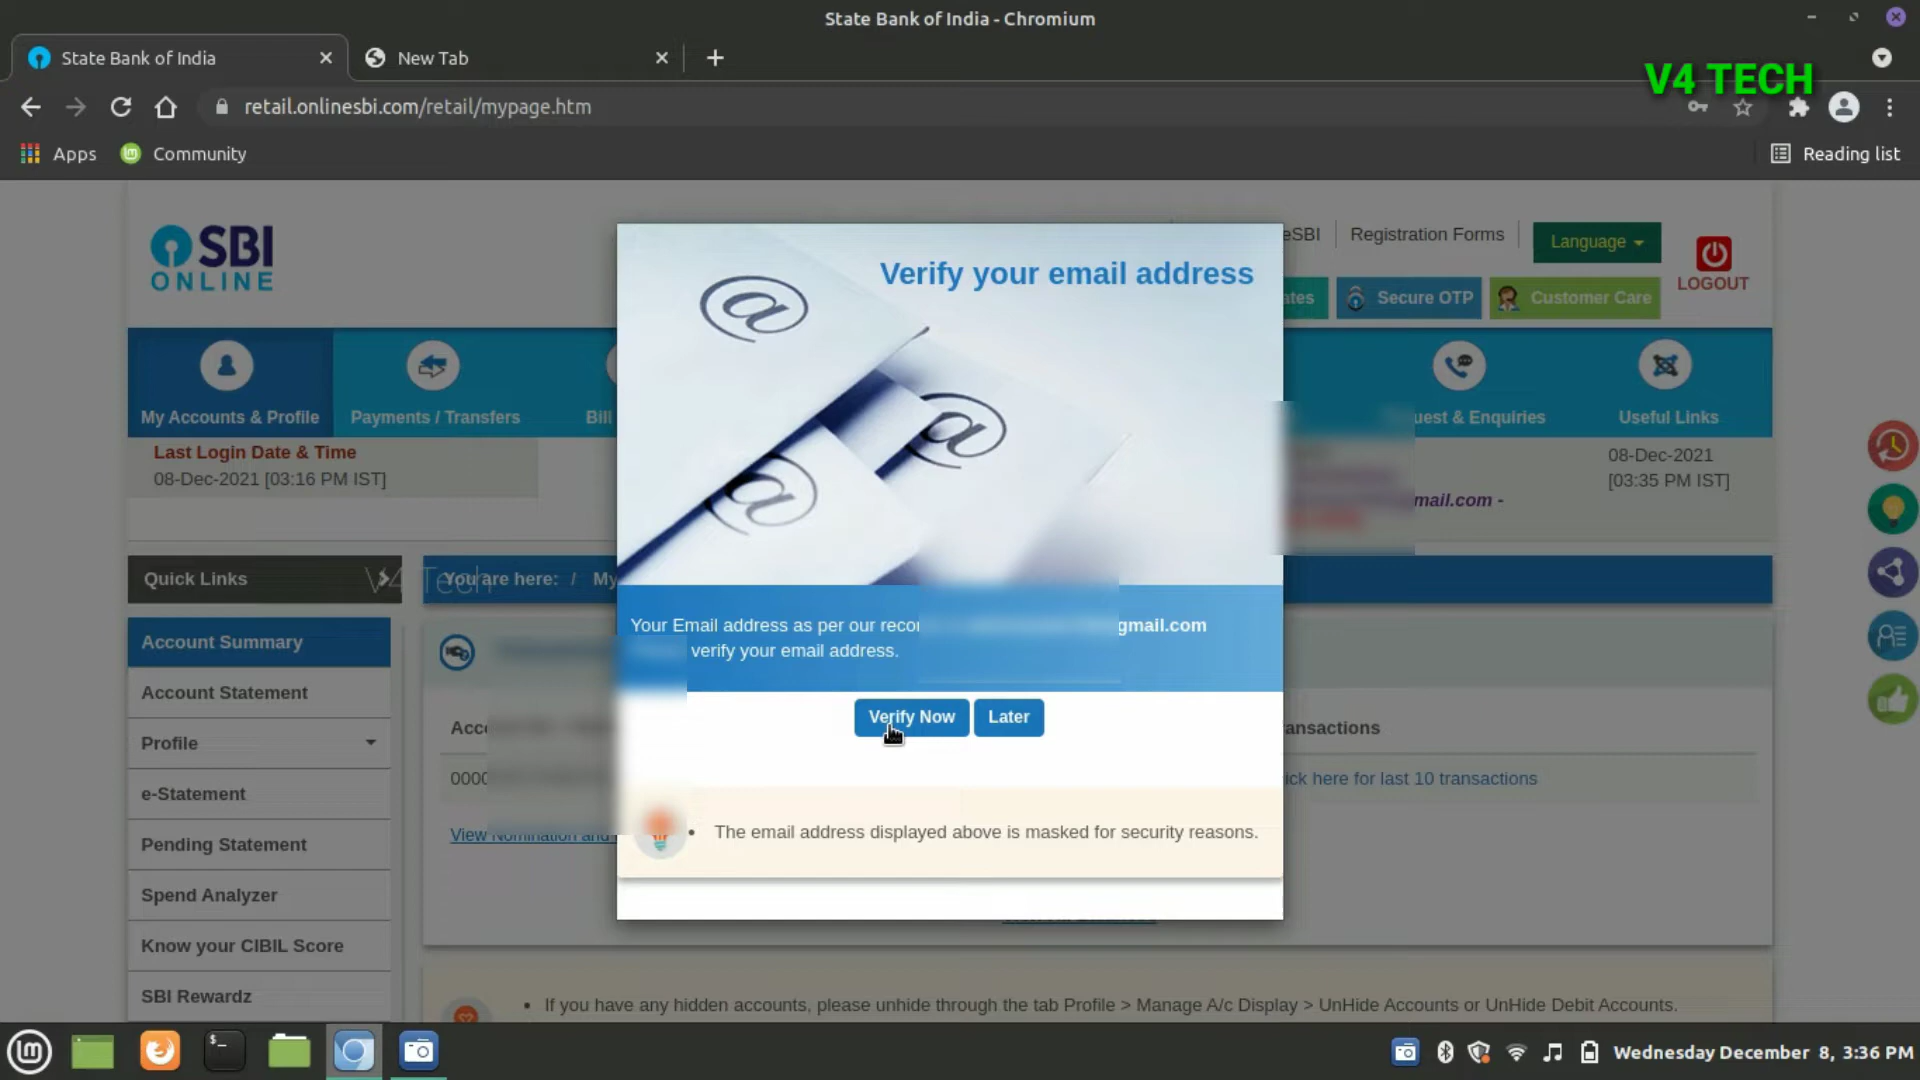 State Bank of India - Chromium
State Bank of India
New Tab
V4 TECH
retail.onlinesbi.com/retail/mypage.htm
Apps
Community
Reading list
SBI
ONLINE
eSBI
Registration Forms
Language
LOGOUT
Secure OTP
Customer Care
Verify your email address
@
@
@
My Accounts & Profile
Payments / Transfers
Bill
uest & Enquiries
Useful Links
Last Login Date & Time
08-Dec-2021 [03:16 PM IST]
08-Dec-2021
[03:35 PM IST]
mail.com -
Quick Links
V4 Tech
You are here: / My
Your Email address as per our recor
gmail.com
verify your email address.
Verify Now
Later
The email address displayed above is masked for security reasons.
Account Summary
Account Statement
Profile
e-Statement
Pending Statement
Spend Analyzer
Know your CIBIL Score
SBI Rewardz
Acc
ansactions
0000
ick here for last 10 transactions
View Nomination and
If you have any hidden accounts, please unhide through the tab Profile > Manage A/c Display > UnHide Accounts or UnHide Debit Accounts.
Wednesday December 8, 3:36 PM